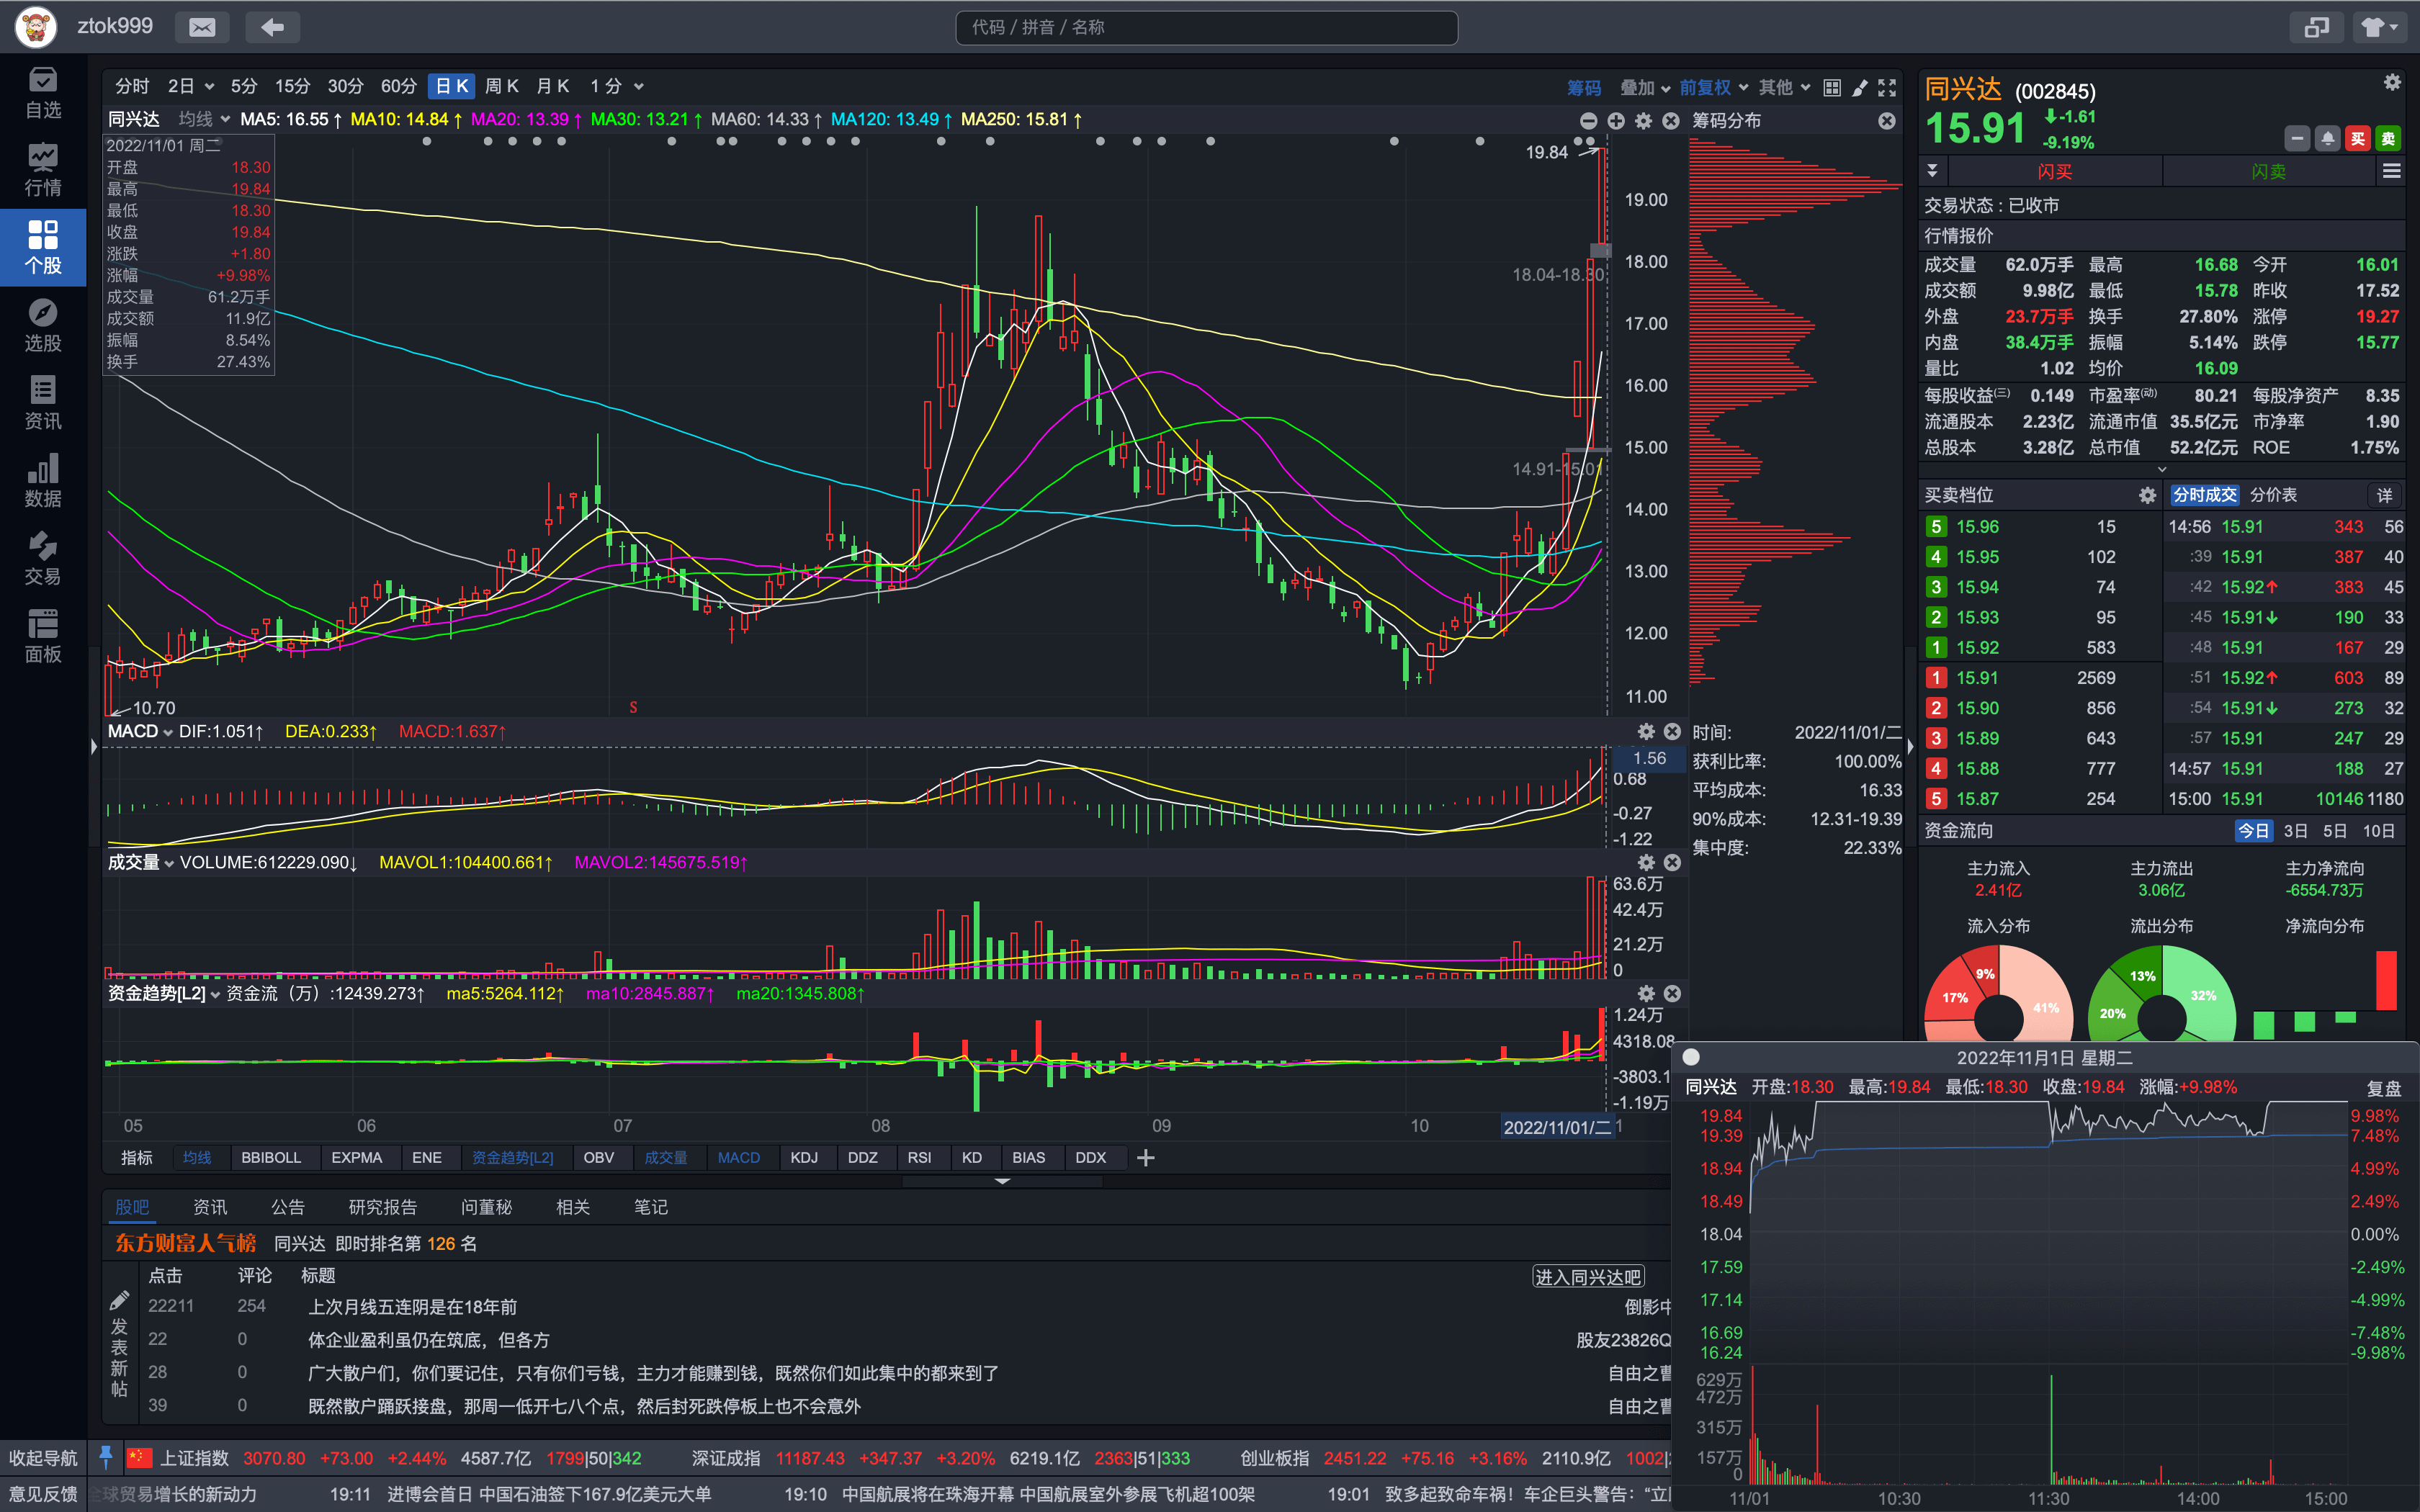 ztok999
代码 / 拼音 / 名称
自选
行情
个股
选股
资讯
数据
交易
面板
分时 2日 5分 15分 30分 60分 日K 周K 月K 1分
筹码 叠加 前复权 其他
同兴达 均线 MA5: 16.55↑ MA10: 14.84↑ MA20: 13.39↑ MA30: 13.21↑ MA60: 14.33↑ MA120: 13.49↑ MA250: 15.81↑
筹码分布
2022/11/01 周二
开盘 18.30
最高 19.84
最低 18.30
收盘 19.84
涨跌 +1.80
涨幅 +9.98%
成交量 61.2万手
成交额 11.9亿
振幅 8.54%
换手 27.43%
19.84
19.00
18.00
18.04-18.30
17.00
16.00
15.00
14.91-15.01
14.00
13.00
12.00
11.00
10.70
S
MACD DIF:1.051↑ DEA:0.233↑ MACD:1.637↑
1.56
0.68
-0.27
-1.22
成交量 VOLUME:612229.090↓ MAVOL1:104400.661↑ MAVOL2:145675.519↑
63.6万
42.4万
21.2万
0
资金趋势[L2] 资金流（万）:12439.273↑ ma5:5264.112↑ ma10:2845.887↑ ma20:1345.808↑
1.24万
4318.08
-3803.1
-1.19万
05 06 07 08 09 10 2022/11/01/二 1
时间: 2022/11/01/二
获利比率: 100.00%
平均成本: 16.33
90%成本: 12.31-19.39
集中度: 22.33%
指标 均线 BBIBOLL EXPMA ENE 资金趋势[L2] OBV 成交量 MACD KDJ DDZ RSI KD BIAS DDX
股吧 资讯 公告 研究报告 问董秘 相关 笔记
东方财富人气榜 同兴达 即时排名第 126 名
点击 评论 标题
进入同兴达吧
发表新帖
22211 254 上次月线五连阴是在18年前 倒影中
22 0 体企业盈利虽仍在筑底，但各方 股友23826Q
28 0 广大散户们，你们要记住，只有你们亏钱，主力才能赚到钱，既然你们如此集中的都来到了 自由之曹
39 0 既然散户踊跃接盘，那周一低开七八个点，然后封死跌停板上也不会意外 自由之曹
同兴达 (002845)
15.91 -1.61
-9.19%
买 卖
闪买 闪卖
交易状态：已收市
行情报价
成交量 62.0万手 最高 16.68 今开 16.01
成交额 9.98亿 最低 15.78 昨收 17.52
外盘 23.7万手 换手 27.80% 涨停 19.27
内盘 38.4万手 振幅 5.14% 跌停 15.77
量比 1.02 均价 16.09
每股收益(三) 0.149 市盈率(动) 80.21 每股净资产 8.35
流通股本 2.23亿 流通市值 35.5亿元 市净率 1.90
总股本 3.28亿 总市值 52.2亿元 ROE 1.75%
买卖档位
5 15.96 15
4 15.95 102
3 15.94 74
2 15.93 95
1 15.92 583
1 15.91 2569
2 15.90 856
3 15.89 643
4 15.88 777
5 15.87 254
分时成交 分价表 详
14:56 15.91 343 56
:39 15.91 387 40
:42 15.92↑ 383 45
:45 15.91↓ 190 33
:48 15.91 167 29
:51 15.92↑ 603 89
:54 15.91↓ 273 32
:57 15.91 247 29
14:57 15.91 188 27
15:00 15.91 10146 1180
资金流向 今日 3日 5日 10日
主力流入 主力流出 主力净流向
2.41亿 3.06亿 -6554.73万
流入分布 流出分布 净流向分布
9% 17% 41%
13% 20% 32%
2022年11月1日 星期二
同兴达 开盘:18.30 最高:19.84 最低:18.30 收盘:19.84 涨幅:+9.98% 复盘
19.84 9.98%
19.39 7.48%
18.94 4.99%
18.49 2.49%
18.04 0.00%
17.59 -2.49%
17.14 -4.99%
16.69 -7.48%
16.24 -9.98%
629万
472万
315万
157万
0
11/01 10:30 11:30 14:00 15:00
收起导航 上证指数 3070.80 +73.00 +2.44% 4587.7亿 1799|50|342 深证成指 11187.43 +347.37 +3.20% 6219.1亿 2363|51|333 创业板指 2451.22 +75.16 +3.16% 2110.9亿 1002|
意见反馈 全球贸易增长的新动力 19:11 进博会首日 中国石油签下167.9亿美元大单 19:10 中国航展将在珠海开幕 中国航展室外参展飞机超100架 19:01 致多起致命车祸！车企巨头警告：“立